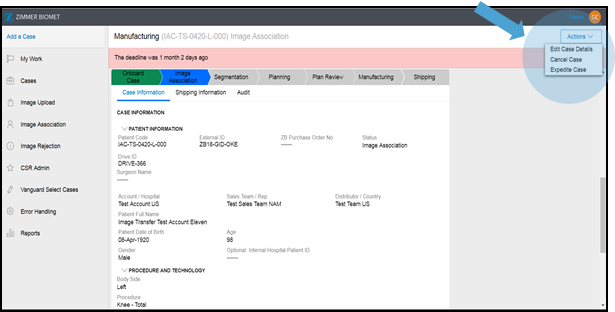 ZIMMER BIOMET
Admin
OC
Add a Case
Manufacturing (IAC-TS-0420-L-000) Image Association
Actions
Edit Case Details
Cancel Case
Expedite Case
The deadline was 1 month 2 days ago
My Work
Cases
Image Upload
Image Association
Image Rejection
CSR Admin
Vanguard Select Cases
Error Handling
Reports
Onboard Case
Image Association
Segmentation
Planning
Plan Review
Manufacturing
Shipping
Case Information
Shipping Information
Audit
CASE INFORMATION
PATIENT INFORMATION
Patient Code
External ID
ZB Purchase Order No
Status
IAC-TS-0420-L-000
ZB18-GID-OKE
-----
Image Association
Drive ID
DRIVE-366
Surgeon Name
-----
Account / Hospital
Sales Team / Rep
Distributor / Country
Test Account US
Test Sales Team NAM
Test Team US
Patient Full Name
Image Transfer Test Account Eleven
Patient Date of Birth
Age
08-Apr-1920
98
Gender
Optional: Internal Hospital Patient ID
Male
-----
PROCEDURE AND TECHNOLOGY
Body Side
Left
Procedure
Knee - Total